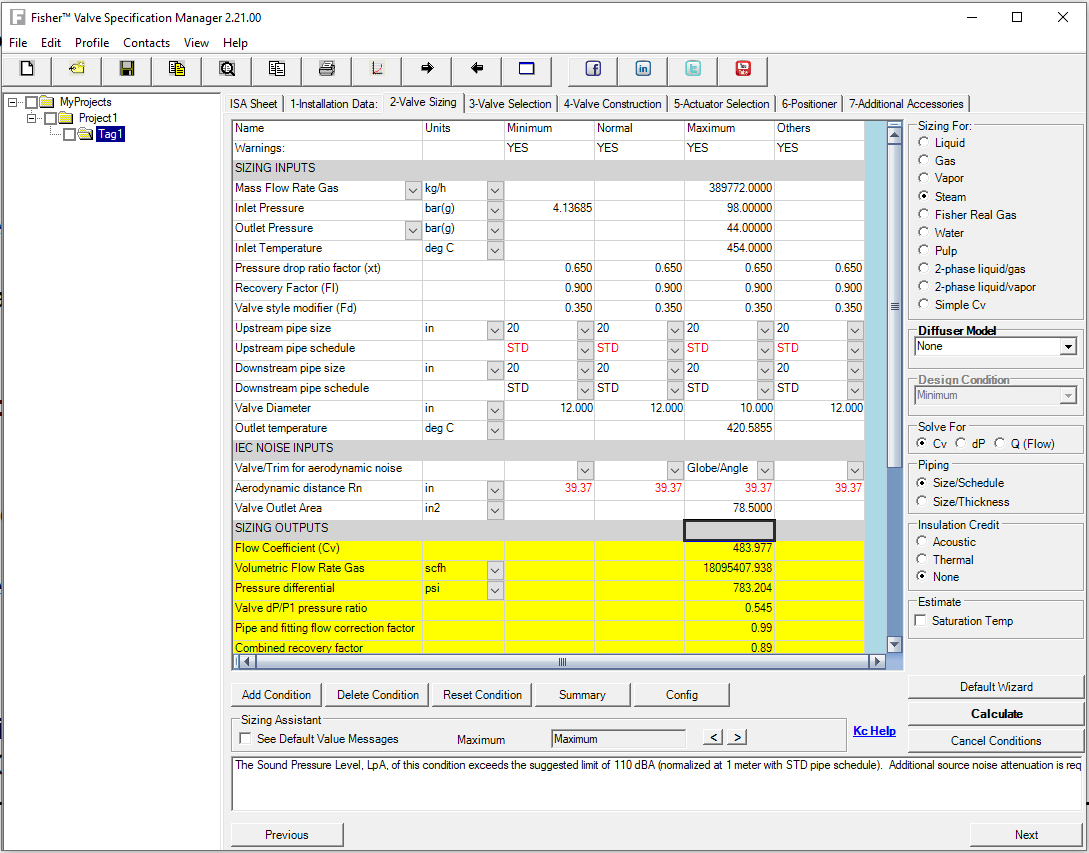 Fisher™ Valve Specification Manager 2.21.00
File Edit Profile Contacts View Help
MyProjects
Project1
Tag1
ISA Sheet 1-Installation Data: 2-Valve Sizing 3-Valve Selection 4-Valve Construction 5-Actuator Selection 6-Positioner 7-Additional Accessories
Name Units Minimum Normal Maximum Others
Warnings: YES YES YES YES
SIZING INPUTS
Mass Flow Rate Gas kg/h 389772.0000
Inlet Pressure bar(g) 4.13685 98.00000
Outlet Pressure bar(g) 44.00000
Inlet Temperature deg C 454.0000
Pressure drop ratio factor (xt) 0.650 0.650 0.650 0.650
Recovery Factor (Fl) 0.900 0.900 0.900 0.900
Valve style modifier (Fd) 0.350 0.350 0.350 0.350
Upstream pipe size in 20 20 20 20
Upstream pipe schedule STD STD STD STD
Downstream pipe size in 20 20 20 20
Downstream pipe schedule STD STD STD STD
Valve Diameter in 12.000 12.000 10.000 12.000
Outlet temperature deg C 420.5855
IEC NOISE INPUTS
Valve/Trim for aerodynamic noise Globe/Angle
Aerodynamic distance Rn in 39.37 39.37 39.37 39.37
Valve Outlet Area in2 78.5000
SIZING OUTPUTS
Flow Coefficient (Cv) 483.977
Volumetric Flow Rate Gas scfh 18095407.938
Pressure differential psi 783.204
Valve dP/P1 pressure ratio 0.545
Pipe and fitting flow correction factor 0.99
Combined recovery factor 0.89
Sizing For:
Liquid
Gas
Vapor
Steam
Fisher Real Gas
Water
Pulp
2-phase liquid/gas
2-phase liquid/vapor
Simple Cv
Diffuser Model
None
Design Condition
Minimum
Solve For
Cv dP Q (Flow)
Piping
Size/Schedule
Size/Thickness
Insulation Credit
Acoustic
Thermal
None
Estimate
Saturation Temp
Add Condition Delete Condition Reset Condition Summary Config
Default Wizard
Calculate
Cancel Conditions
Sizing Assistant
See Default Value Messages Maximum Maximum < >
Kc Help
The Sound Pressure Level, LpA, of this condition exceeds the suggested limit of 110 dBA (normalized at 1 meter with STD pipe schedule). Additional source noise attenuation is req
Previous Next